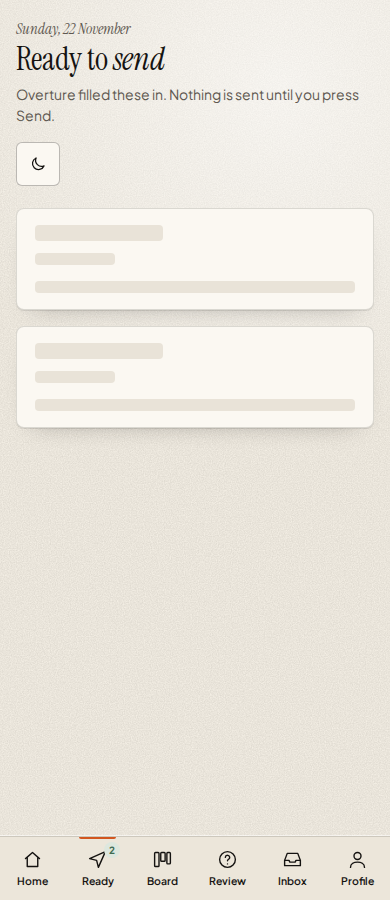 Sunday, 22 November
Ready to send
Overture filled these in. Nothing is sent until you press
Send.
2
Home
Ready
Board
Review
Inbox
Profile